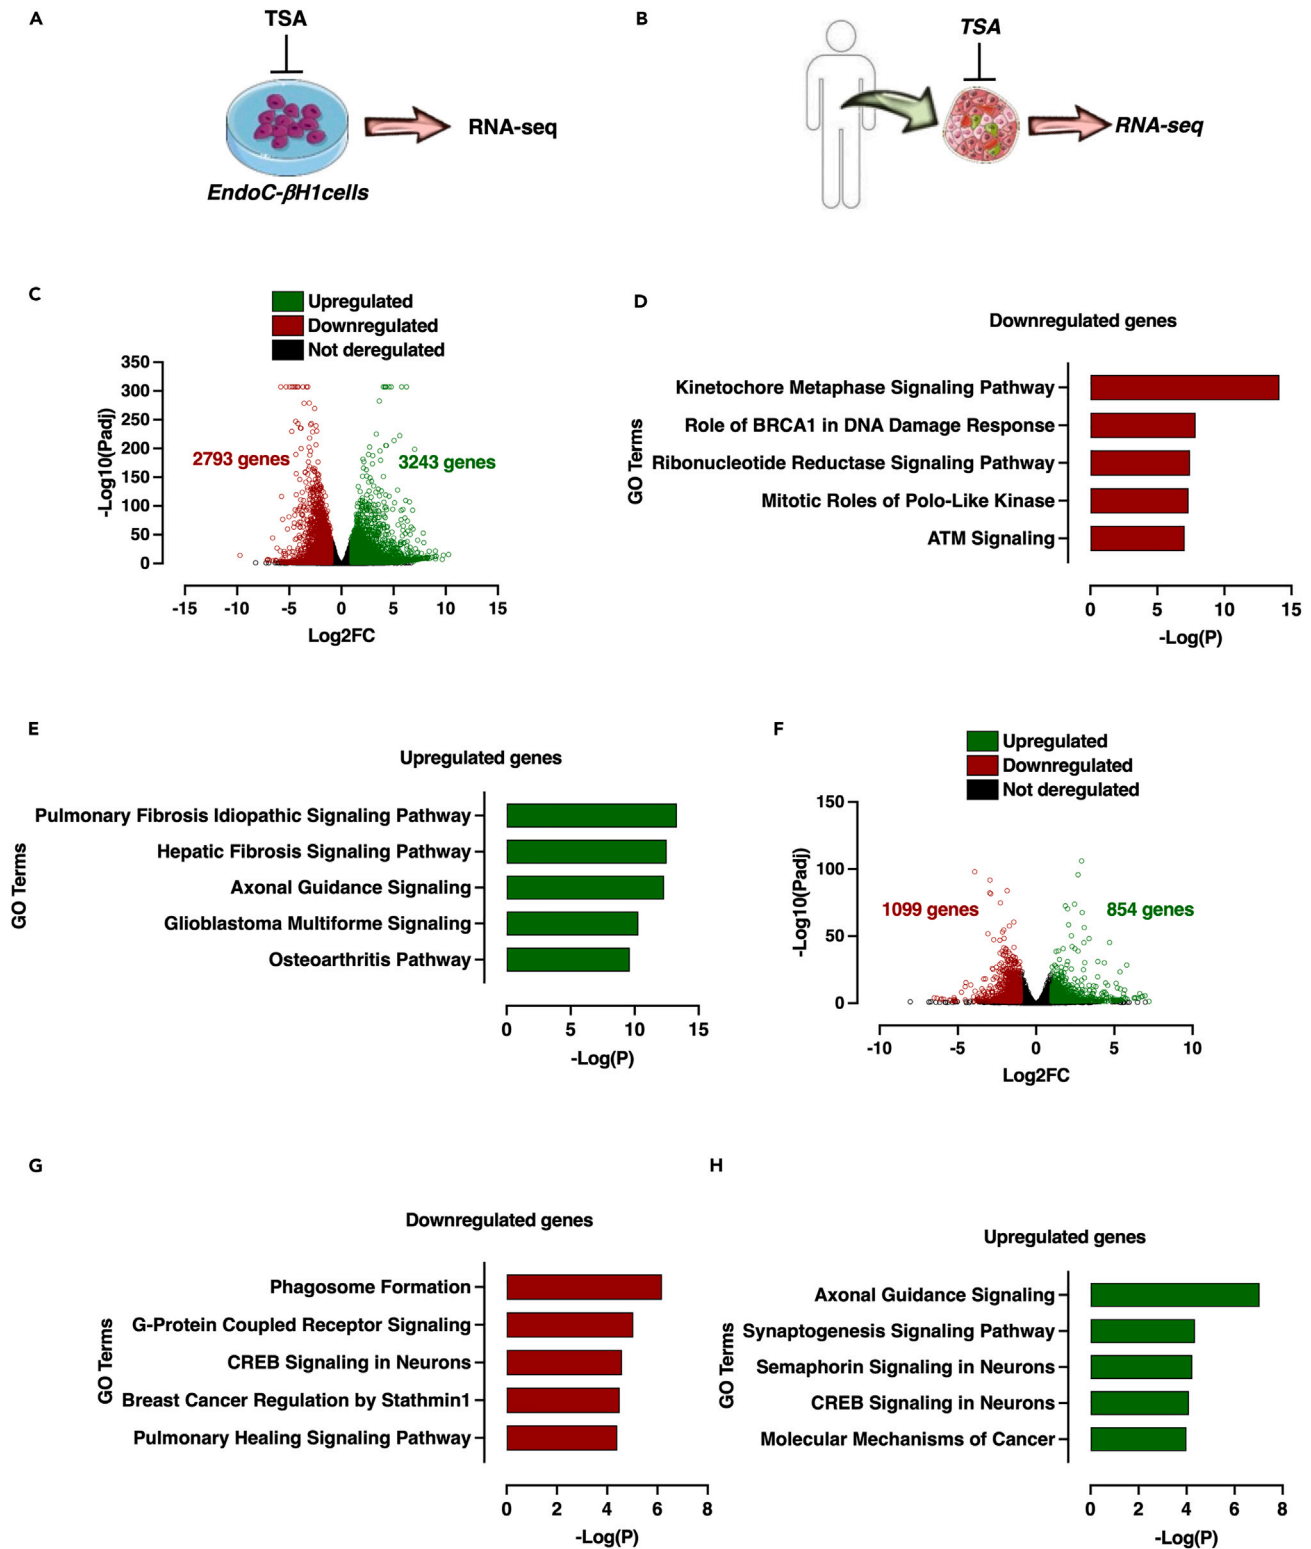 A
TSA
EndoC-βH1cells
RNA-seq
B
TSA
RNA-seq
C
Upregulated
Downregulated
Not deregulated
-Log10(Padj)
350
300
250
200
150
100
50
0
2793 genes
3243 genes
-15 -10 -5 0 5 10 15
Log2FC
D
Downregulated genes
GO Terms
Kinetochore Metaphase Signaling Pathway
Role of BRCA1 in DNA Damage Response
Ribonucleotide Reductase Signaling Pathway
Mitotic Roles of Polo-Like Kinase
ATM Signaling
0 5 10 15
-Log(P)
E
Upregulated genes
GO Terms
Pulmonary Fibrosis Idiopathic Signaling Pathway
Hepatic Fibrosis Signaling Pathway
Axonal Guidance Signaling
Glioblastoma Multiforme Signaling
Osteoarthritis Pathway
0 5 10 15
-Log(P)
F
Upregulated
Downregulated
Not deregulated
-Log10(Padj)
150
100
50
0
1099 genes
854 genes
-10 -5 0 5 10
Log2FC
G
Downregulated genes
GO Terms
Phagosome Formation
G-Protein Coupled Receptor Signaling
CREB Signaling in Neurons
Breast Cancer Regulation by Stathmin1
Pulmonary Healing Signaling Pathway
0 2 4 6 8
-Log(P)
H
Upregulated genes
GO Terms
Axonal Guidance Signaling
Synaptogenesis Signaling Pathway
Semaphorin Signaling in Neurons
CREB Signaling in Neurons
Molecular Mechanisms of Cancer
0 2 4 6 8
-Log(P)